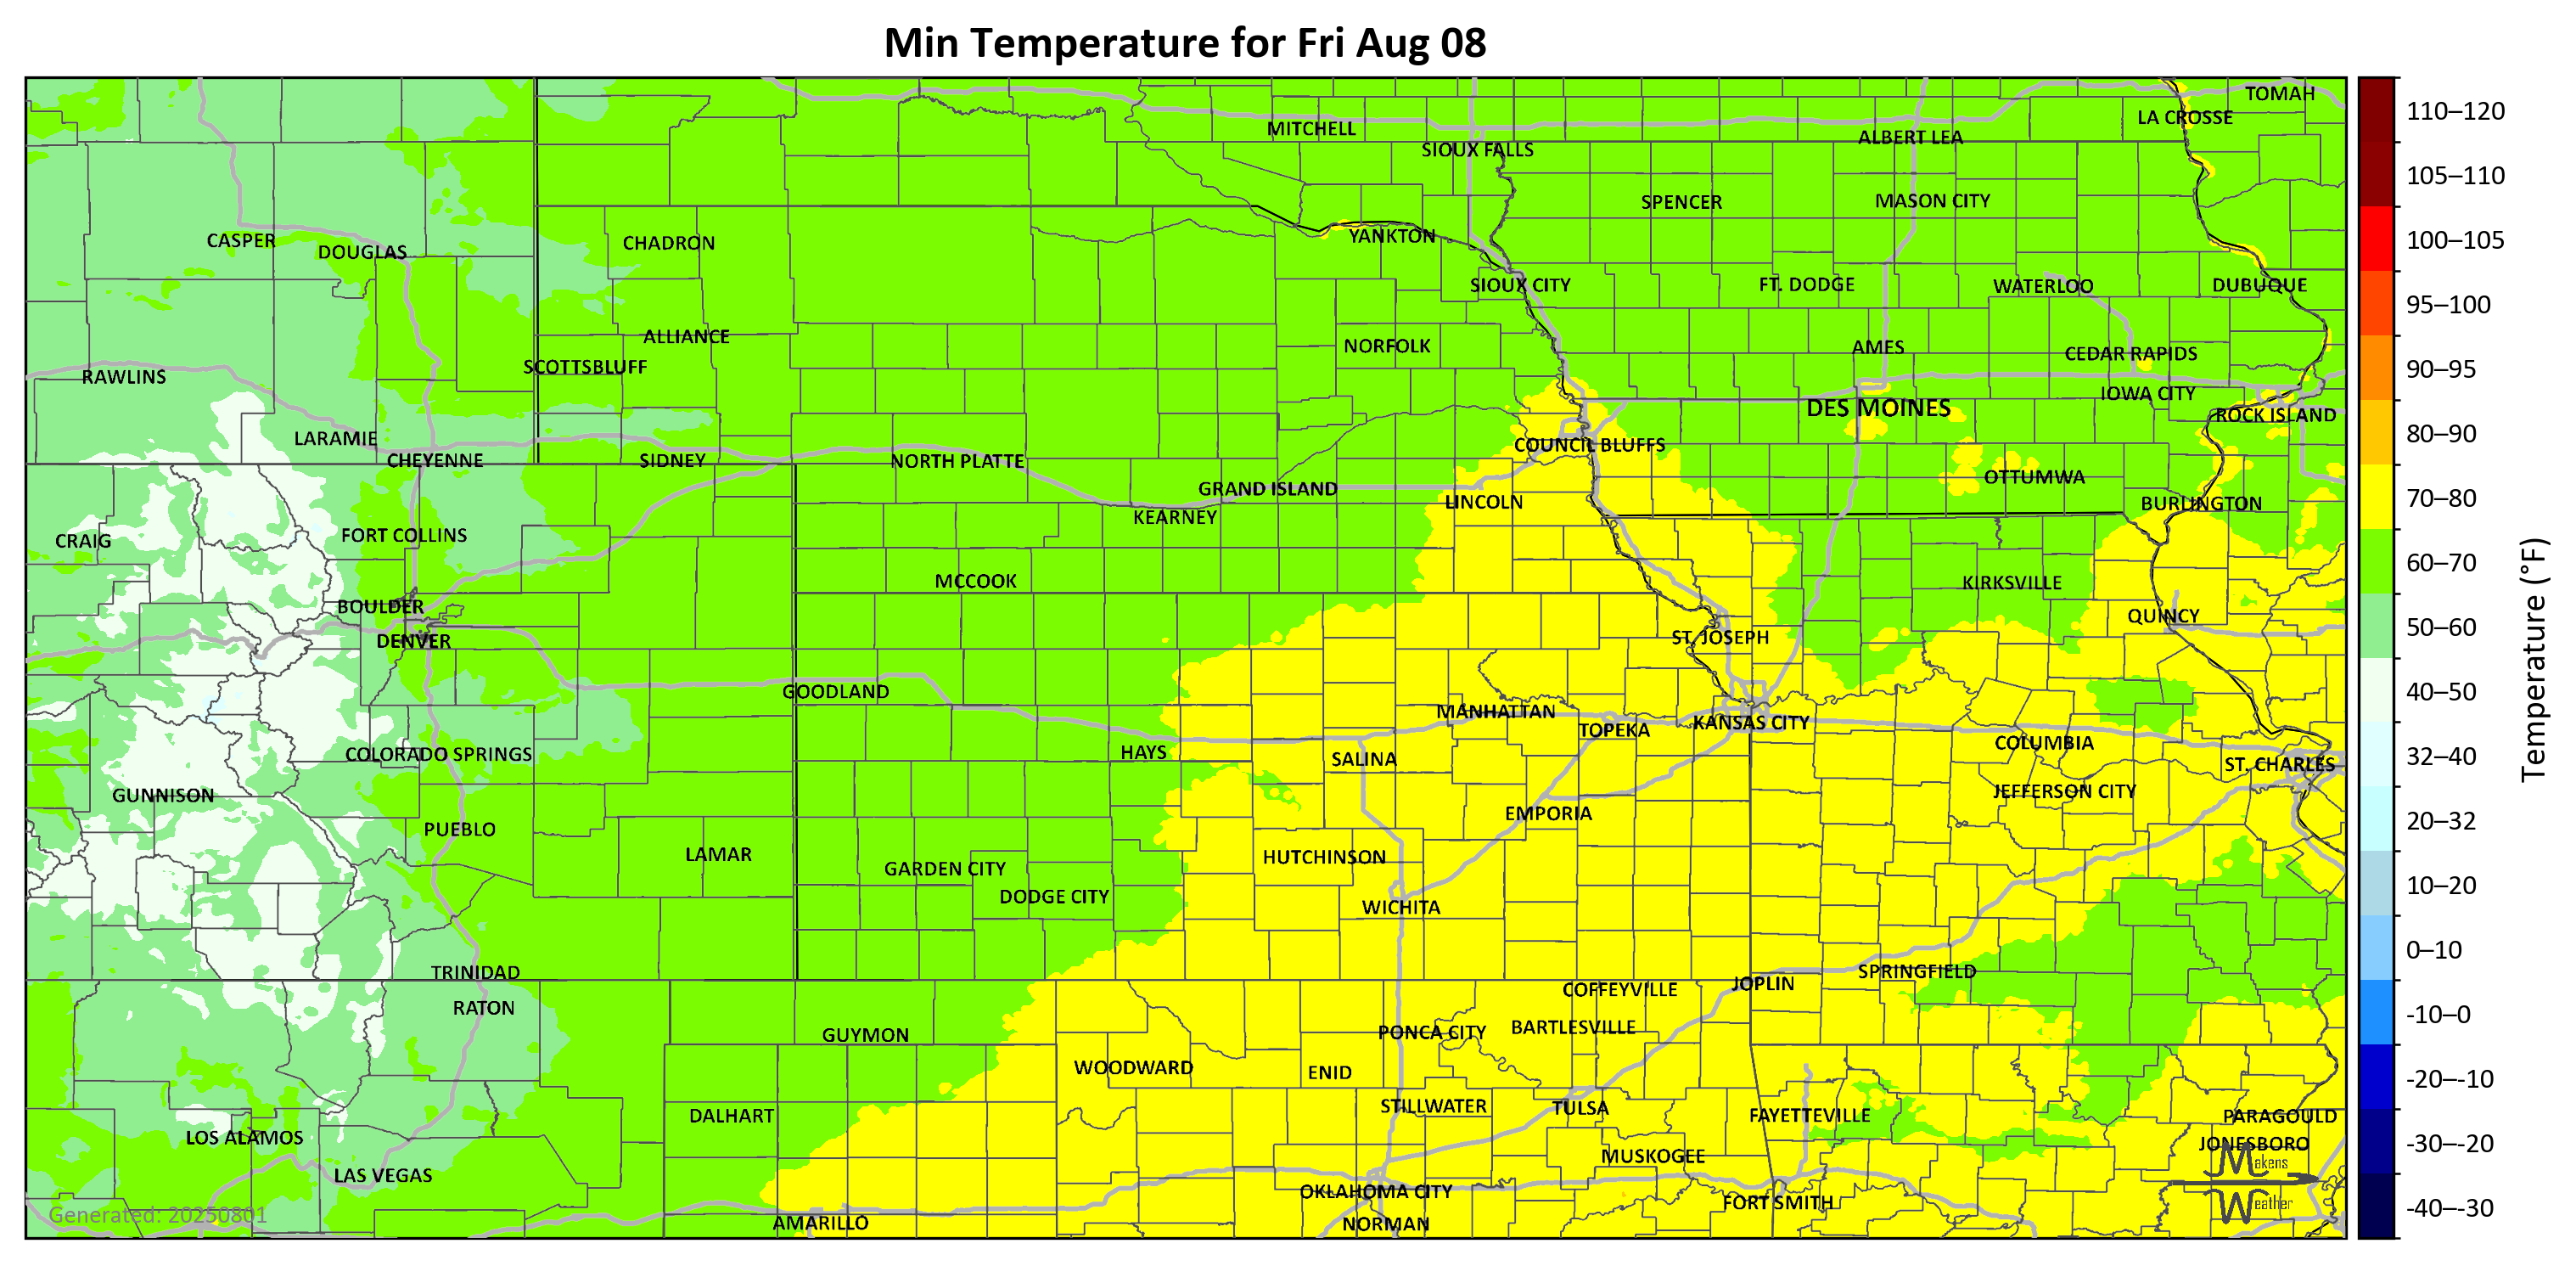 Min Temperature for Fri Aug 08
TOMAH
LA CROSSE
MITCHELL
ALBERT LEA
SIOUX FALLS
SPENCER
MASON CITY
CASPER
DOUGLAS
CHADRON
YANKTON
SIOUX CITY
FT. DODGE
WATERLOO
DUBUQUE
ALLIANCE
NORFOLK
AMES
CEDAR RAPIDS
RAWLINS
SCOTTSBLUFF
IOWA CITY
DES MOINES
ROCK ISLAND
LARAMIE
COUNCIL BLUFFS
CHEYENNE
SIDNEY
NORTH PLATTE
OTTUMWA
GRAND ISLAND
LINCOLN
BURLINGTON
KEARNEY
CRAIG
FORT COLLINS
MCCOOK
KIRKSVILLE
BOULDER
QUINCY
DENVER
ST. JOSEPH
GOODLAND
MANHATTAN
TOPEKA
KANSAS CITY
COLORADO SPRINGS
HAYS
SALINA
COLUMBIA
ST. CHARLES
GUNNISON
JEFFERSON CITY
EMPORIA
PUEBLO
LAMAR
HUTCHINSON
GARDEN CITY
DODGE CITY
WICHITA
TRINIDAD
SPRINGFIELD
JOPLIN
COFFEYVILLE
RATON
GUYMON
PONCA CITY
BARTLESVILLE
WOODWARD
ENID
DALHART
STILLWATER
TULSA
FAYETTEVILLE
PARAGOULD
LOS ALAMOS
JONESBORO
MUSKOGEE
LAS VEGAS
OKLAHOMA CITY
FORT SMITH
AMARILLO
NORMAN
Makens
Weather
Generated: 20250801
110–120
105–110
100–105
95–100
90–95
80–90
70–80
60–70
50–60
40–50
32–40
20–32
10–20
0–10
-10–0
-20–-10
-30–-20
-40–-30
Temperature (°F)